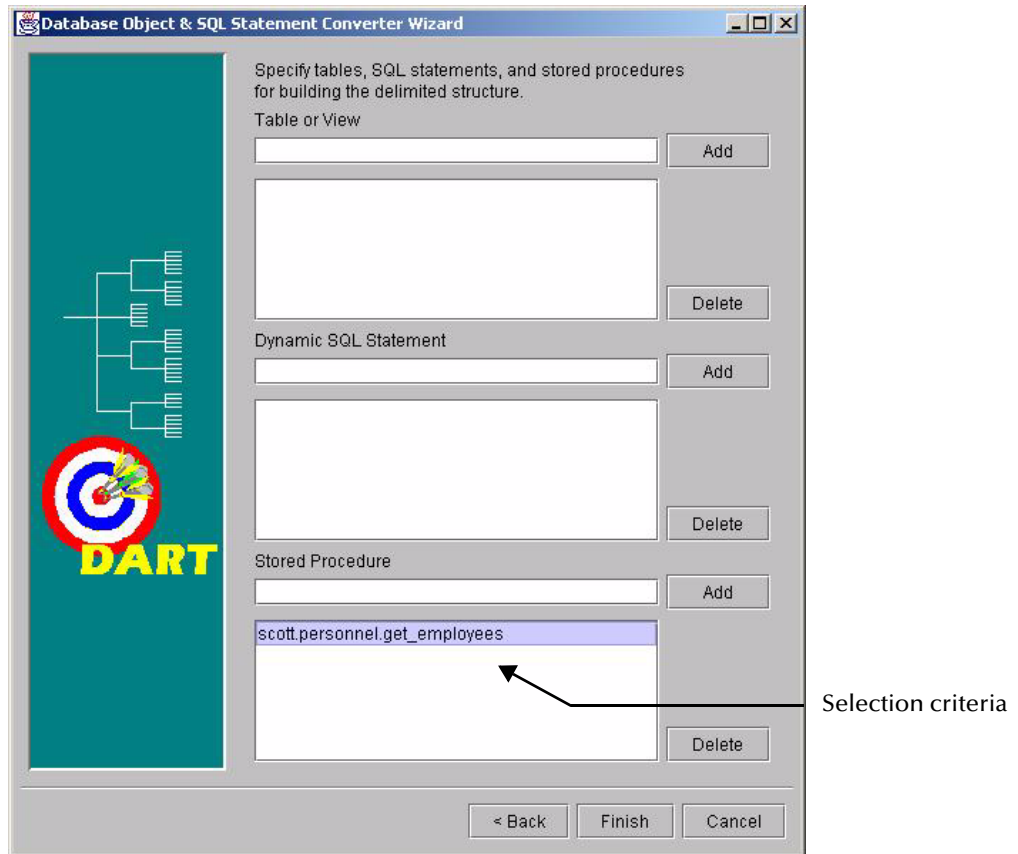 Database Object & SQL Statement Converter Wizard
Specify tables, SQL statements, and stored procedures
for building the delimited structure.
Table or View
Add
Delete
Dynamic SQL Statement
Add
Delete
DART
Stored Procedure
Add
scott.personnel.get_employees
Selection criteria
Delete
< Back
Finish
Cancel